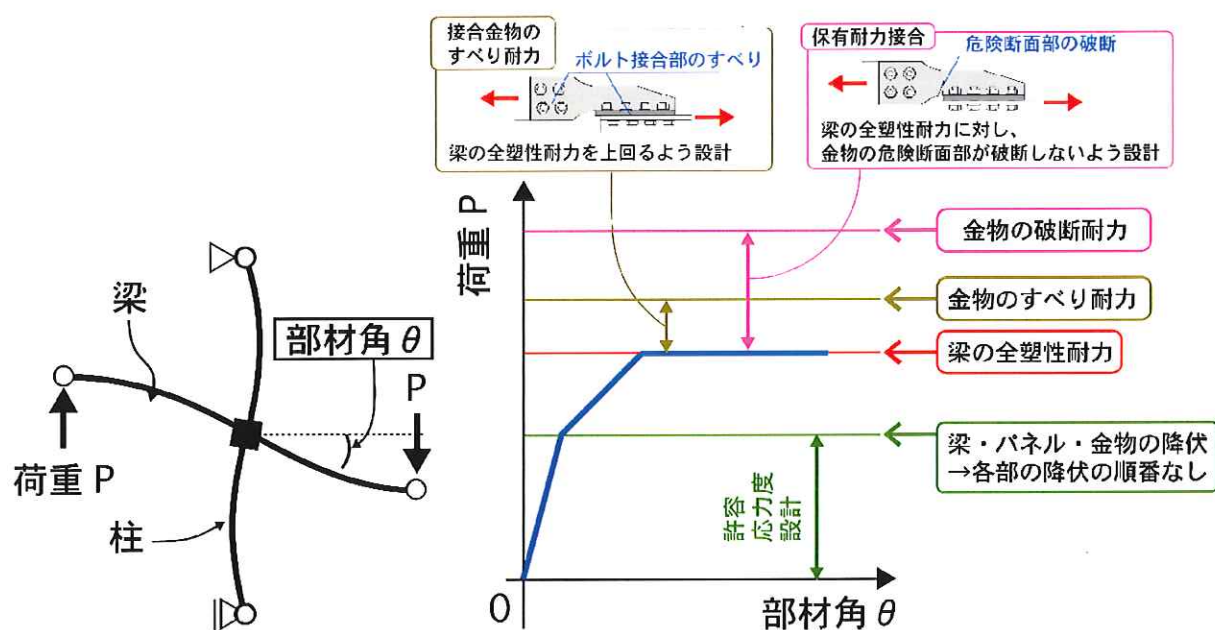 接合金物の
すべり耐力
ボルト接合部のすべり
梁の全塑性耐力を上回るよう設計
保有耐力接合
危険断面部の破断
梁の全塑性耐力に対し、
金物の危険断面部が破断しないよう設計
荷重 P
金物の破断耐力
金物のすべり耐力
梁の全塑性耐力
梁・パネル・金物の降伏
→各部の降伏の順番なし
許容
応力度
設計
0
部材角 θ
梁
部材角 θ
P
荷重 P
柱